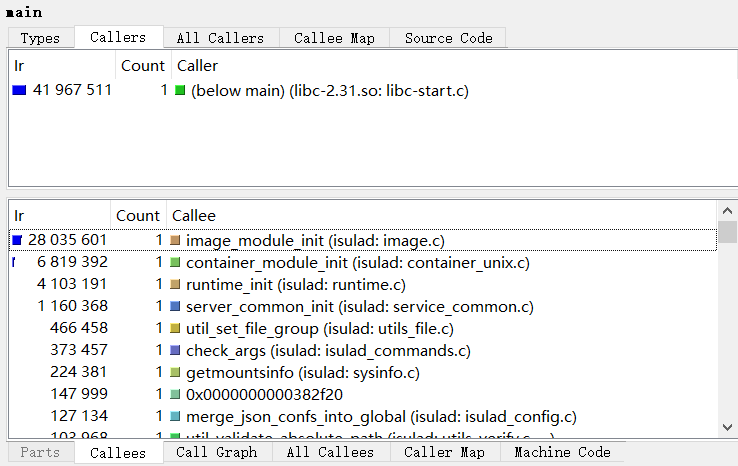 main
Types Callers All Callers Callee Map Source Code
Ir Count Caller
41 967 511 1 (below main) (libc-2.31.so: libc-start.c)
Ir Count Callee
28 035 601 1 image_module_init (isulad: image.c)
6 819 392 1 container_module_init (isulad: container_unix.c)
4 103 191 1 runtime_init (isulad: runtime.c)
1 160 368 1 server_common_init (isulad: service_common.c)
466 458 1 util_set_file_group (isulad: utils_file.c)
373 457 1 check_args (isulad: isulad_commands.c)
224 381 1 getmountsinfo (isulad: sysinfo.c)
147 999 1 0x0000000000382f20
127 134 1 merge_json_confs_into_global (isulad: isulad_config.c)
103 968 1 util_validate_absolute_path (isulad: utils_verify.c
Parts Callees Call Graph All Callees Caller Map Machine Code